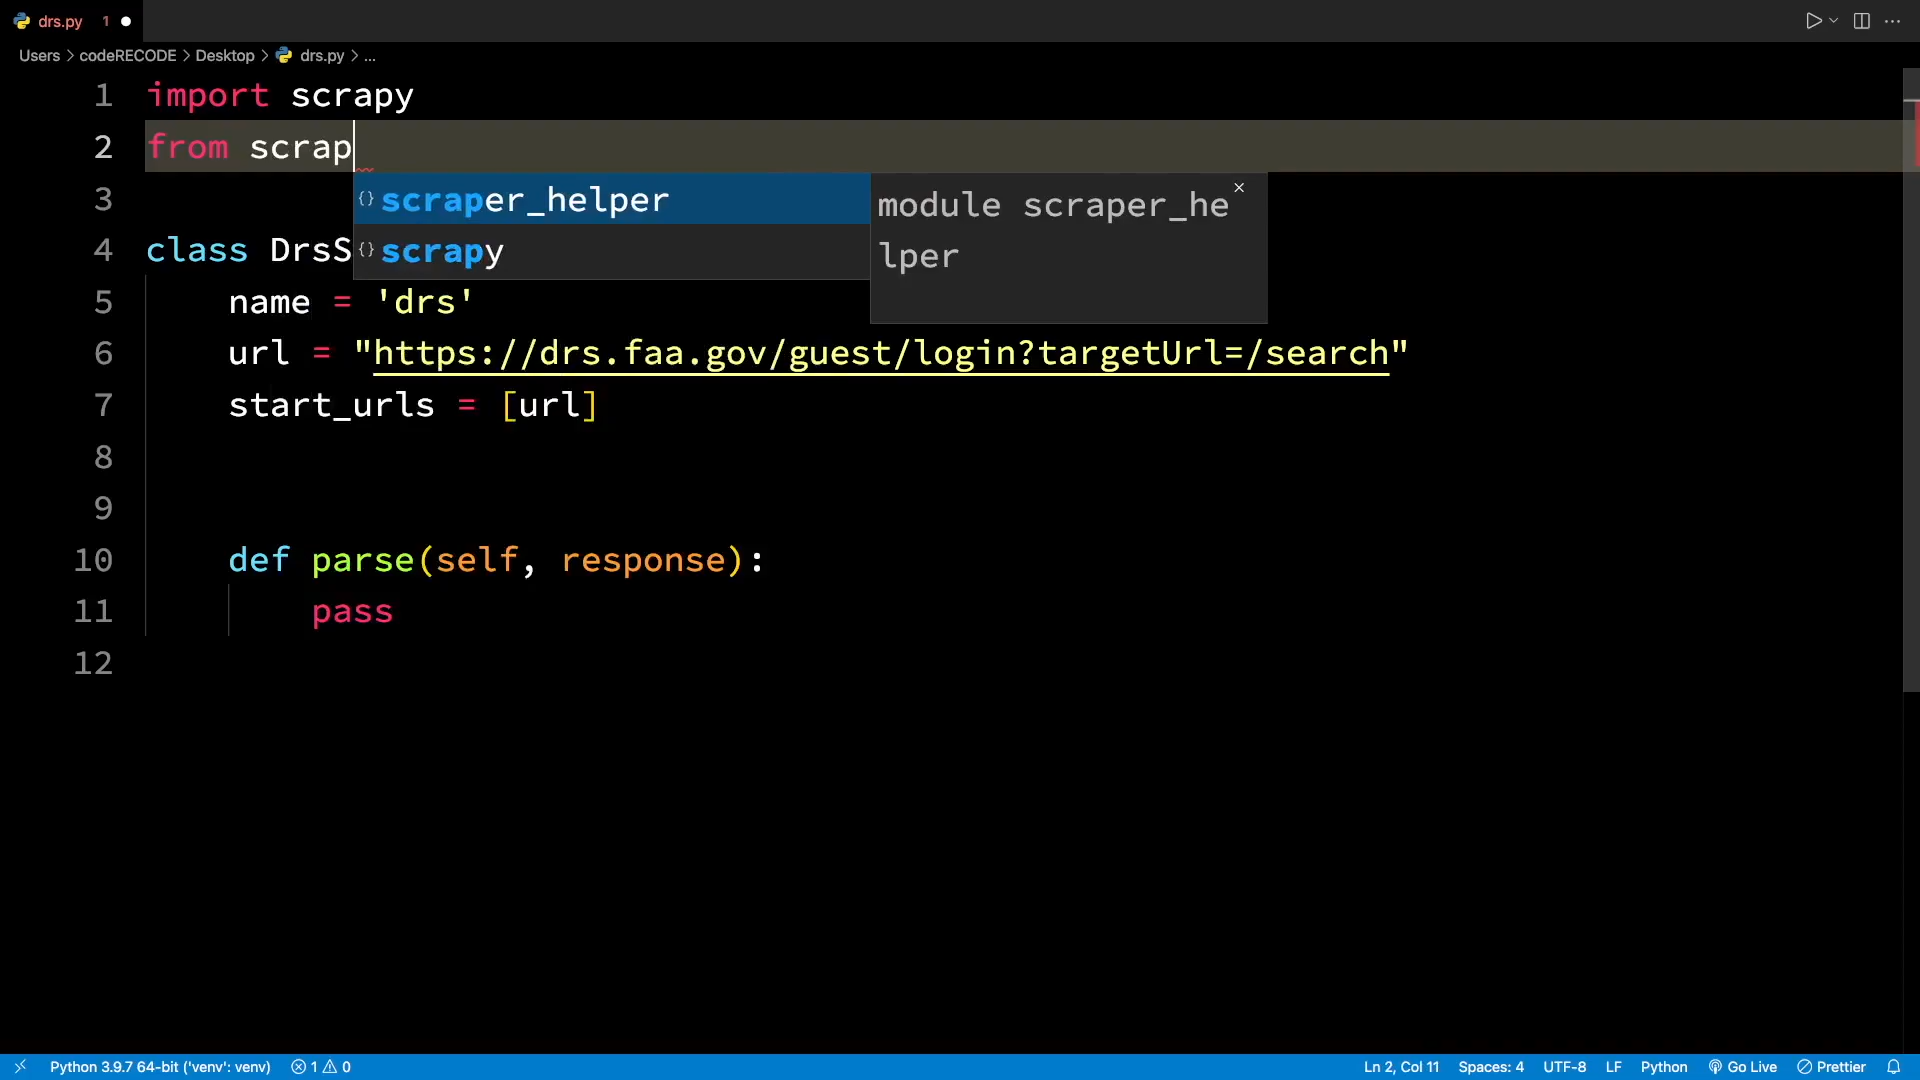 drs.py 1
Users > codeRECODE > Desktop > drs.py > ...
1 import scrapy
2 from scrap
3 scraper_helper module scraper_he
4 class DrsS scrapy lper
5 name = 'drs'
6 url = "https://drs.faa.gov/guest/login?targetUrl=/search"
7 start_urls = [url]
8
9
10 def parse(self, response):
11 pass
12
Python 3.9.7 64-bit ('venv': venv) 1 0 Ln 2, Col 11 Spaces: 4 UTF-8 LF Python Go Live Prettier